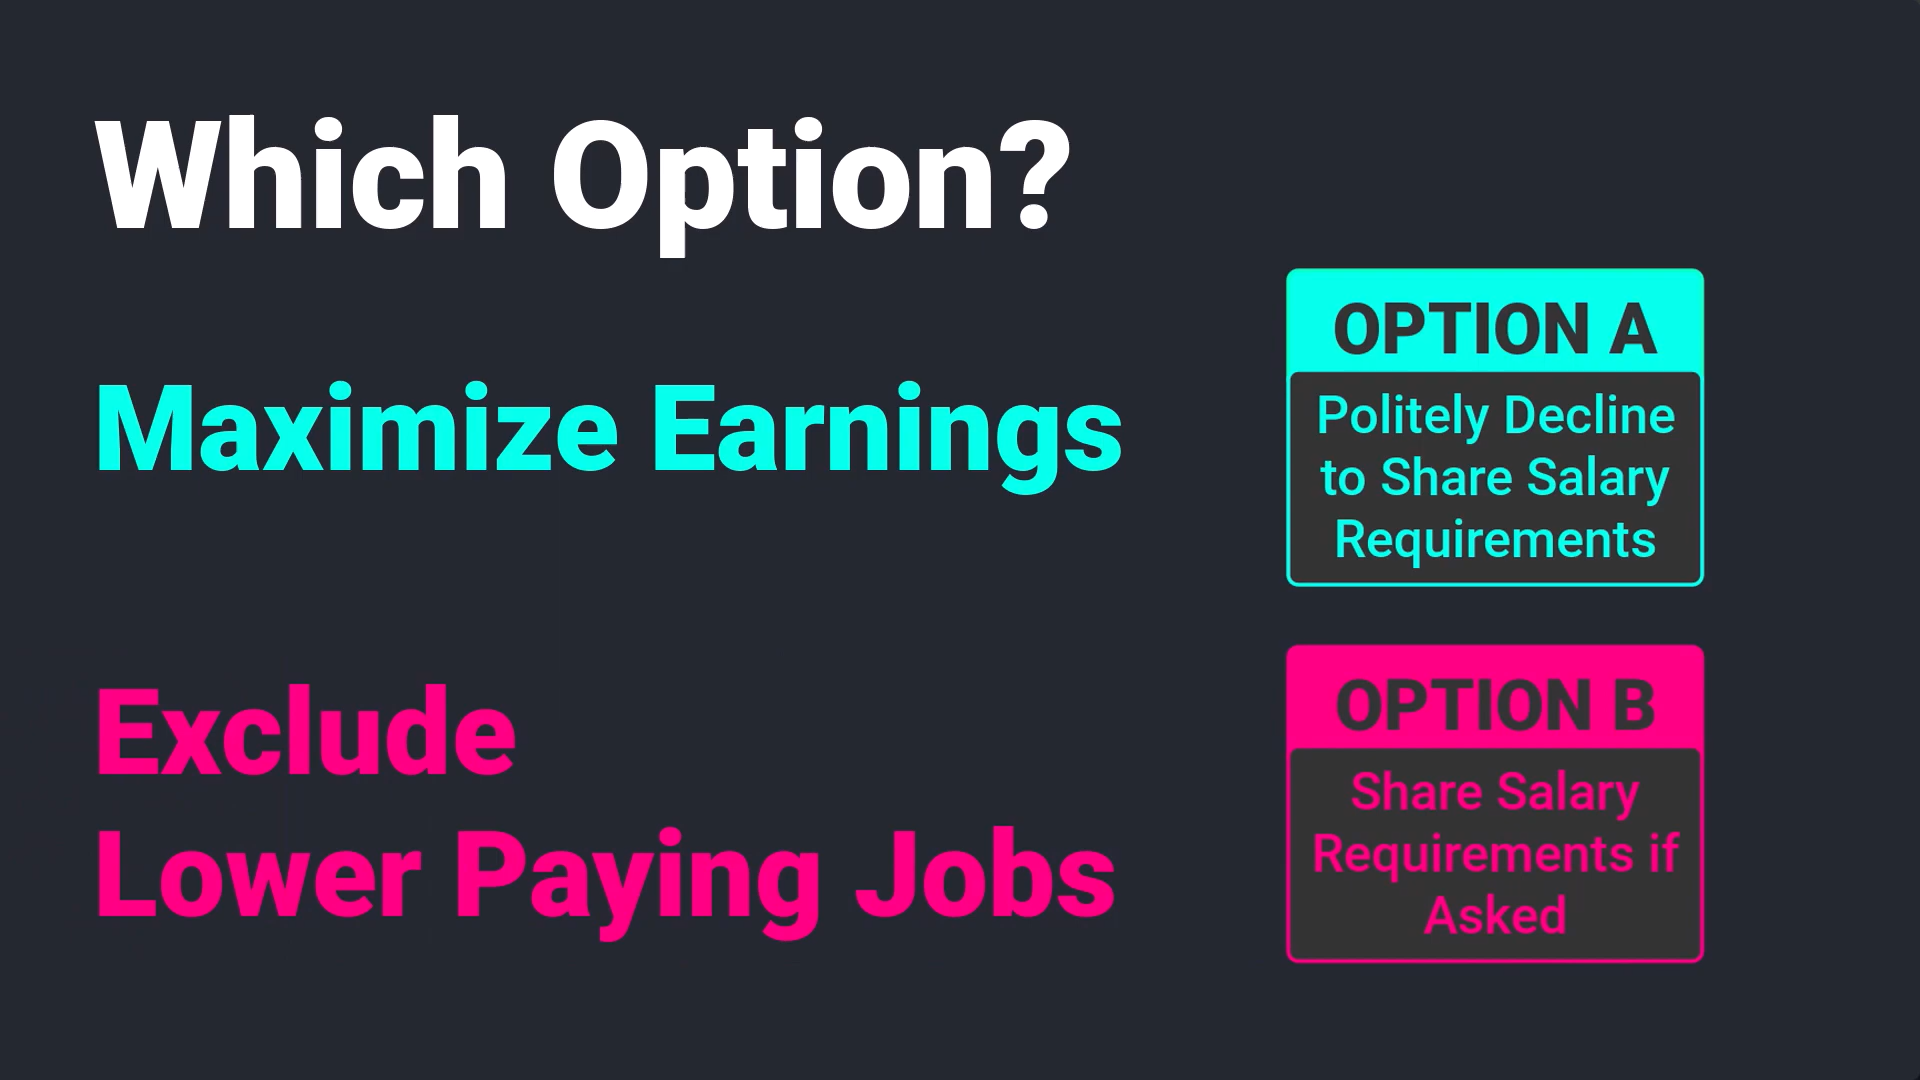 Which Option?
Maximize Earnings
OPTION A
Politely Decline
to Share Salary
Requirements
Exclude
Lower Paying Jobs
OPTION B
Share Salary
Requirements if
Asked